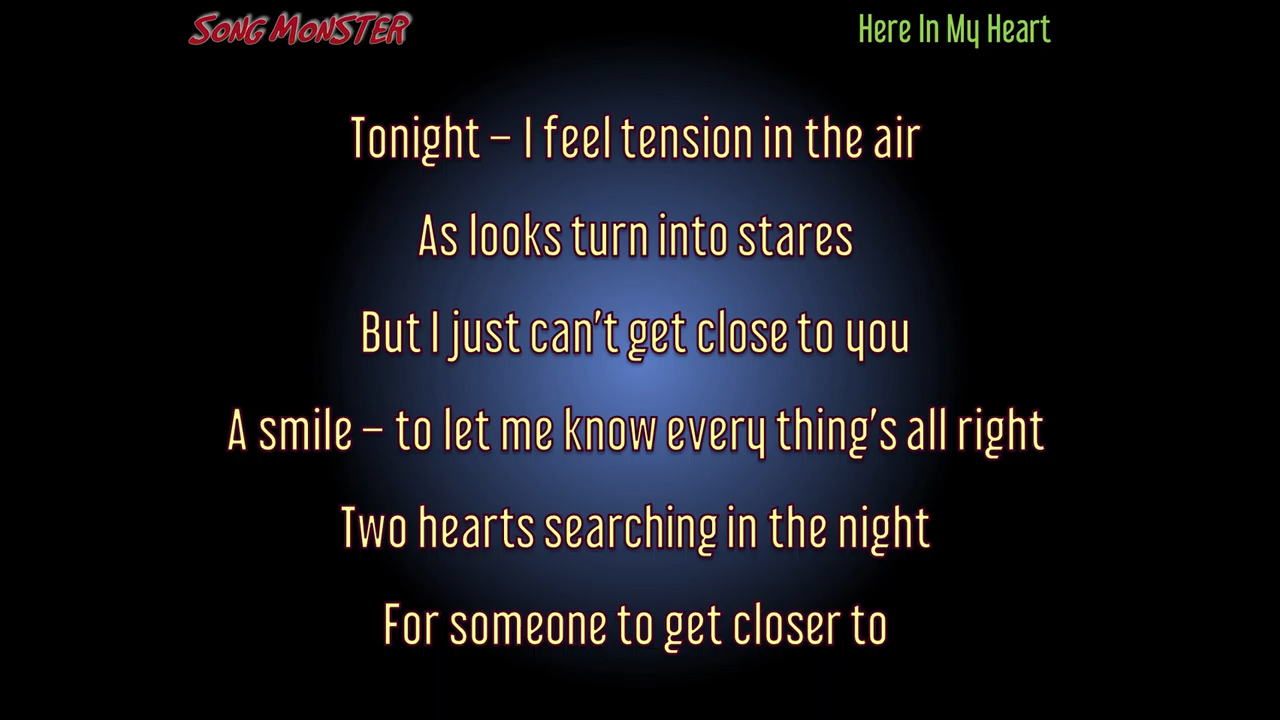 SONG MONSTER
Here In My Heart
Tonight – I feel tension in the air
As looks turn into stares
But I just can't get close to you
A smile – to let me know every thing's all right
Two hearts searching in the night
For someone to get closer to